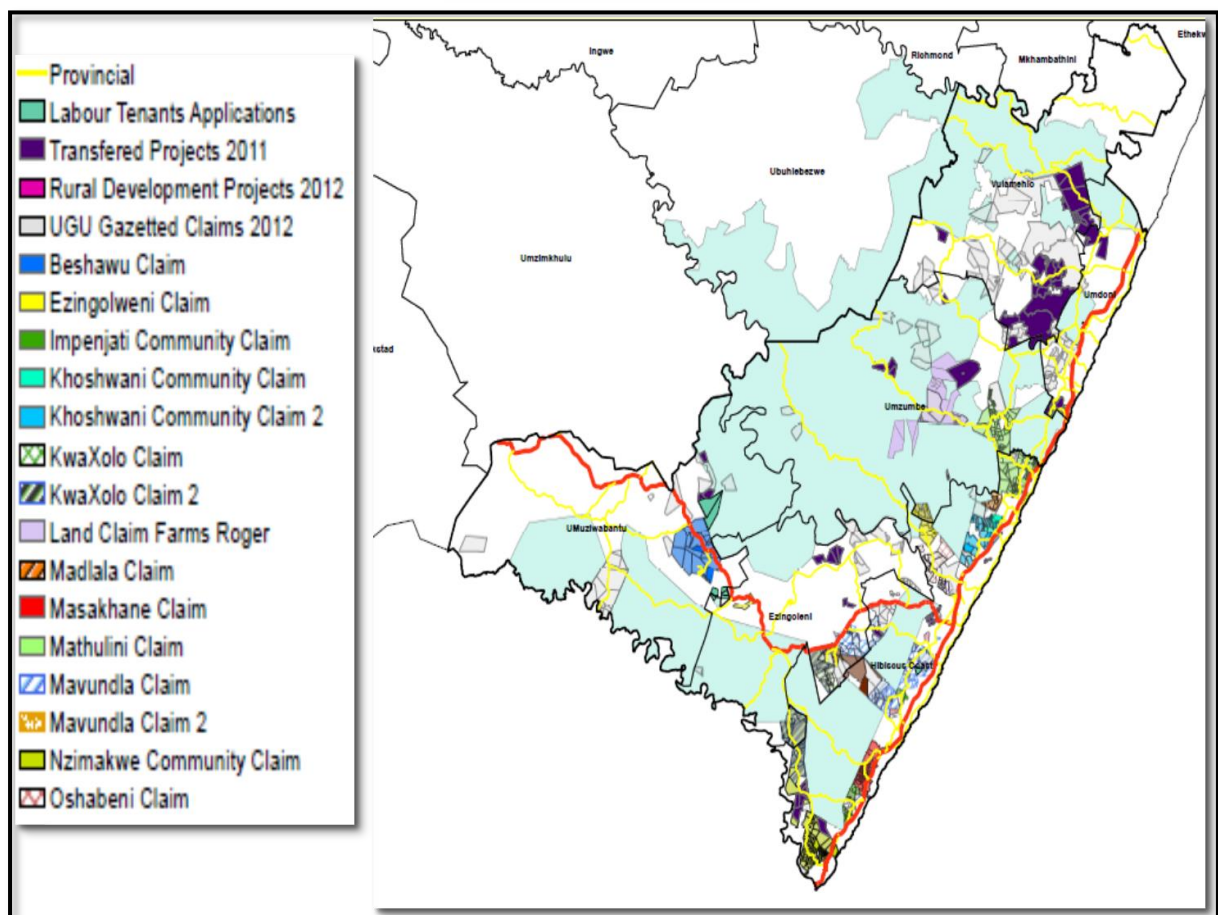 Provincial
Labour Tenants Applications
Transfered Projects 2011
Rural Development Projects 2012
UGU Gazetted Claims 2012
Beshawu Claim
Ezingolweni Claim
Impenjati Community Claim
Khoshwani Community Claim
Khoshwani Community Claim 2
KwaXolo Claim
KwaXolo Claim 2
Land Claim Farms Roger
Madlala Claim
Masakhane Claim
Mathulini Claim
Mavundla Claim
Mavundla Claim 2
Nzimakwe Community Claim
Oshabeni Claim
Ingwe
Richmond
Mkhambathini
Ethekw
Ubuhlebezwe
Vulamehlo
Umzimkhulu
Umdoni
kstad
Umzumbe
UMuziwabantu
Ezingoleni
Hibiscus Coast